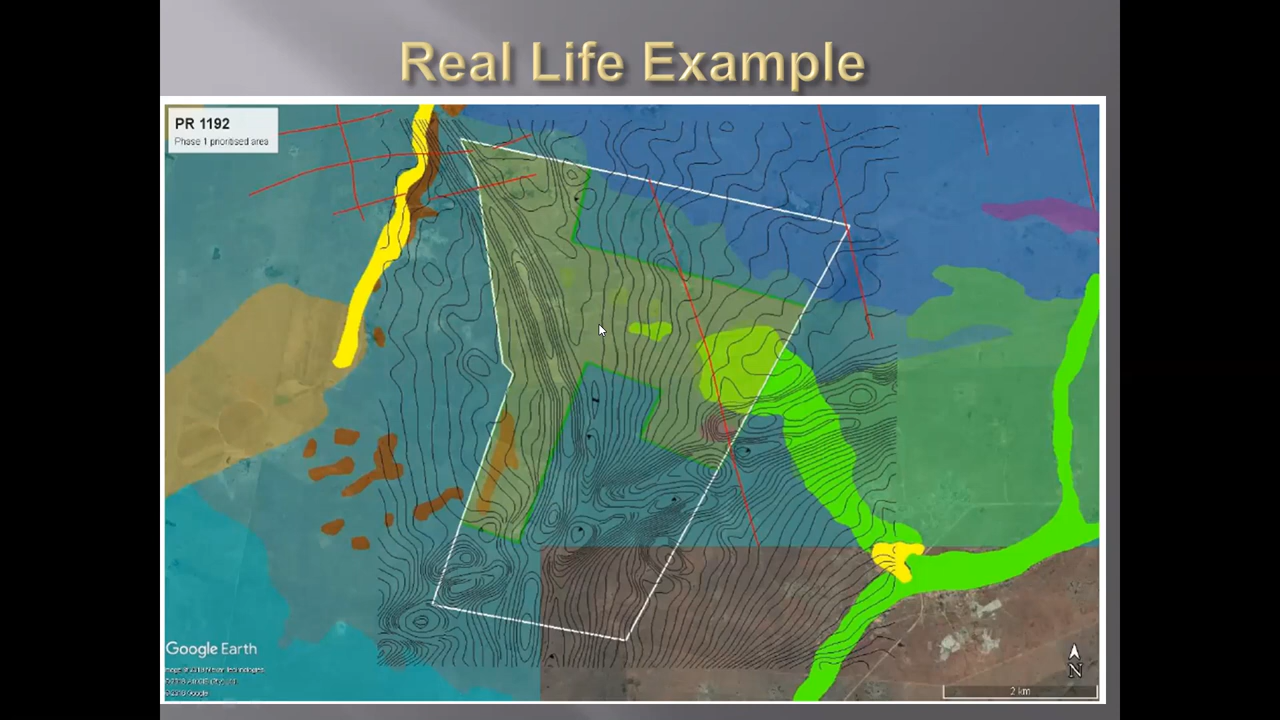 Real Life Example
PR 1192
Phase 1 prioritised area
Google Earth
N
2 km